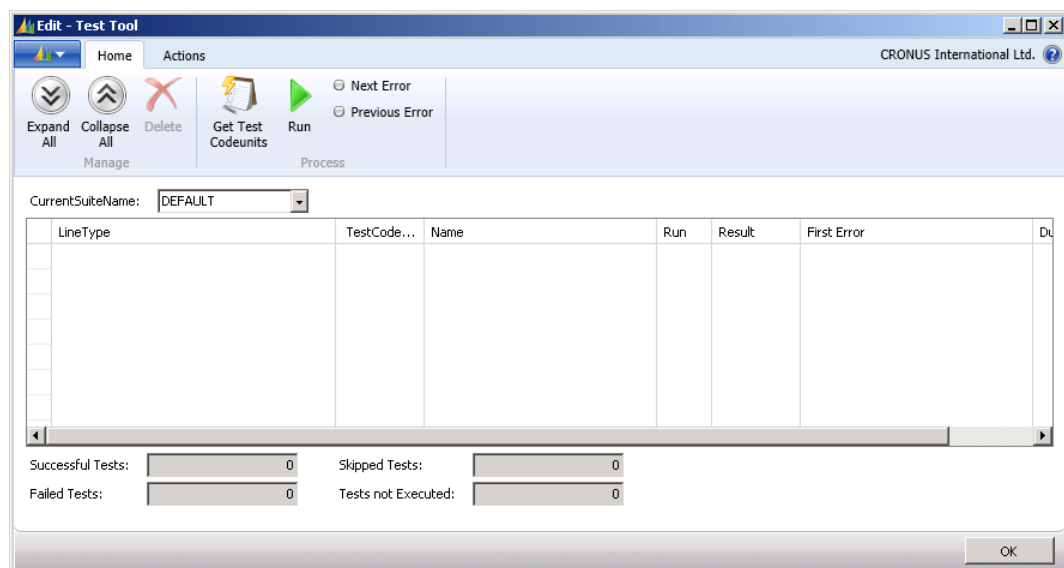 Edit - Test Tool
Home Actions CRONUS International Ltd.
Expand All
Collapse All
Delete
Get Test Codeunits
Run
Next Error
Previous Error
Manage Process
CurrentSuiteName: DEFAULT
LineType TestCode... Name Run Result First Error Du
Successful Tests: 0 Skipped Tests: 0
Failed Tests: 0 Tests not Executed: 0
OK